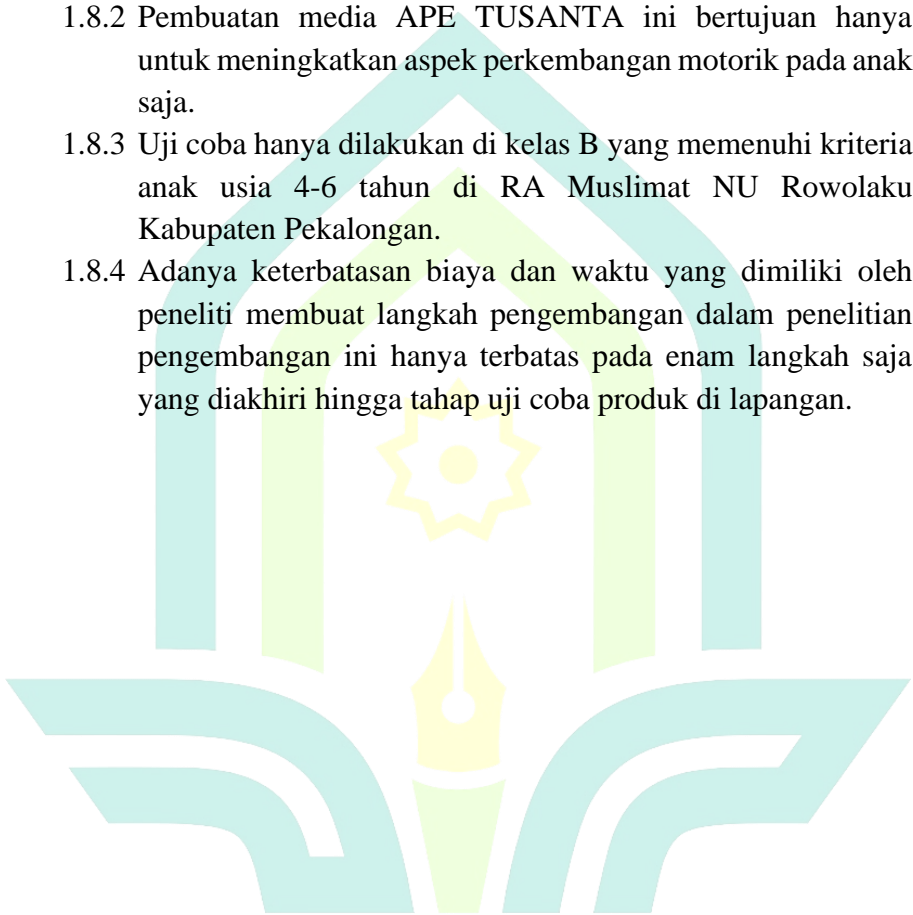 1.8.2 Pembuatan media APE TUSANTA ini bertujuan hanya
untuk meningkatkan aspek perkembangan motorik pada anak
saja.
1.8.3 Uji coba hanya dilakukan di kelas B yang memenuhi kriteria
anak usia 4-6 tahun di RA Muslimat NU Rowolaku
Kabupaten Pekalongan.
1.8.4 Adanya keterbatasan biaya dan waktu yang dimiliki oleh
peneliti membuat langkah pengembangan dalam penelitian
pengembangan ini hanya terbatas pada enam langkah saja
yang diakhiri hingga tahap uji coba produk di lapangan.